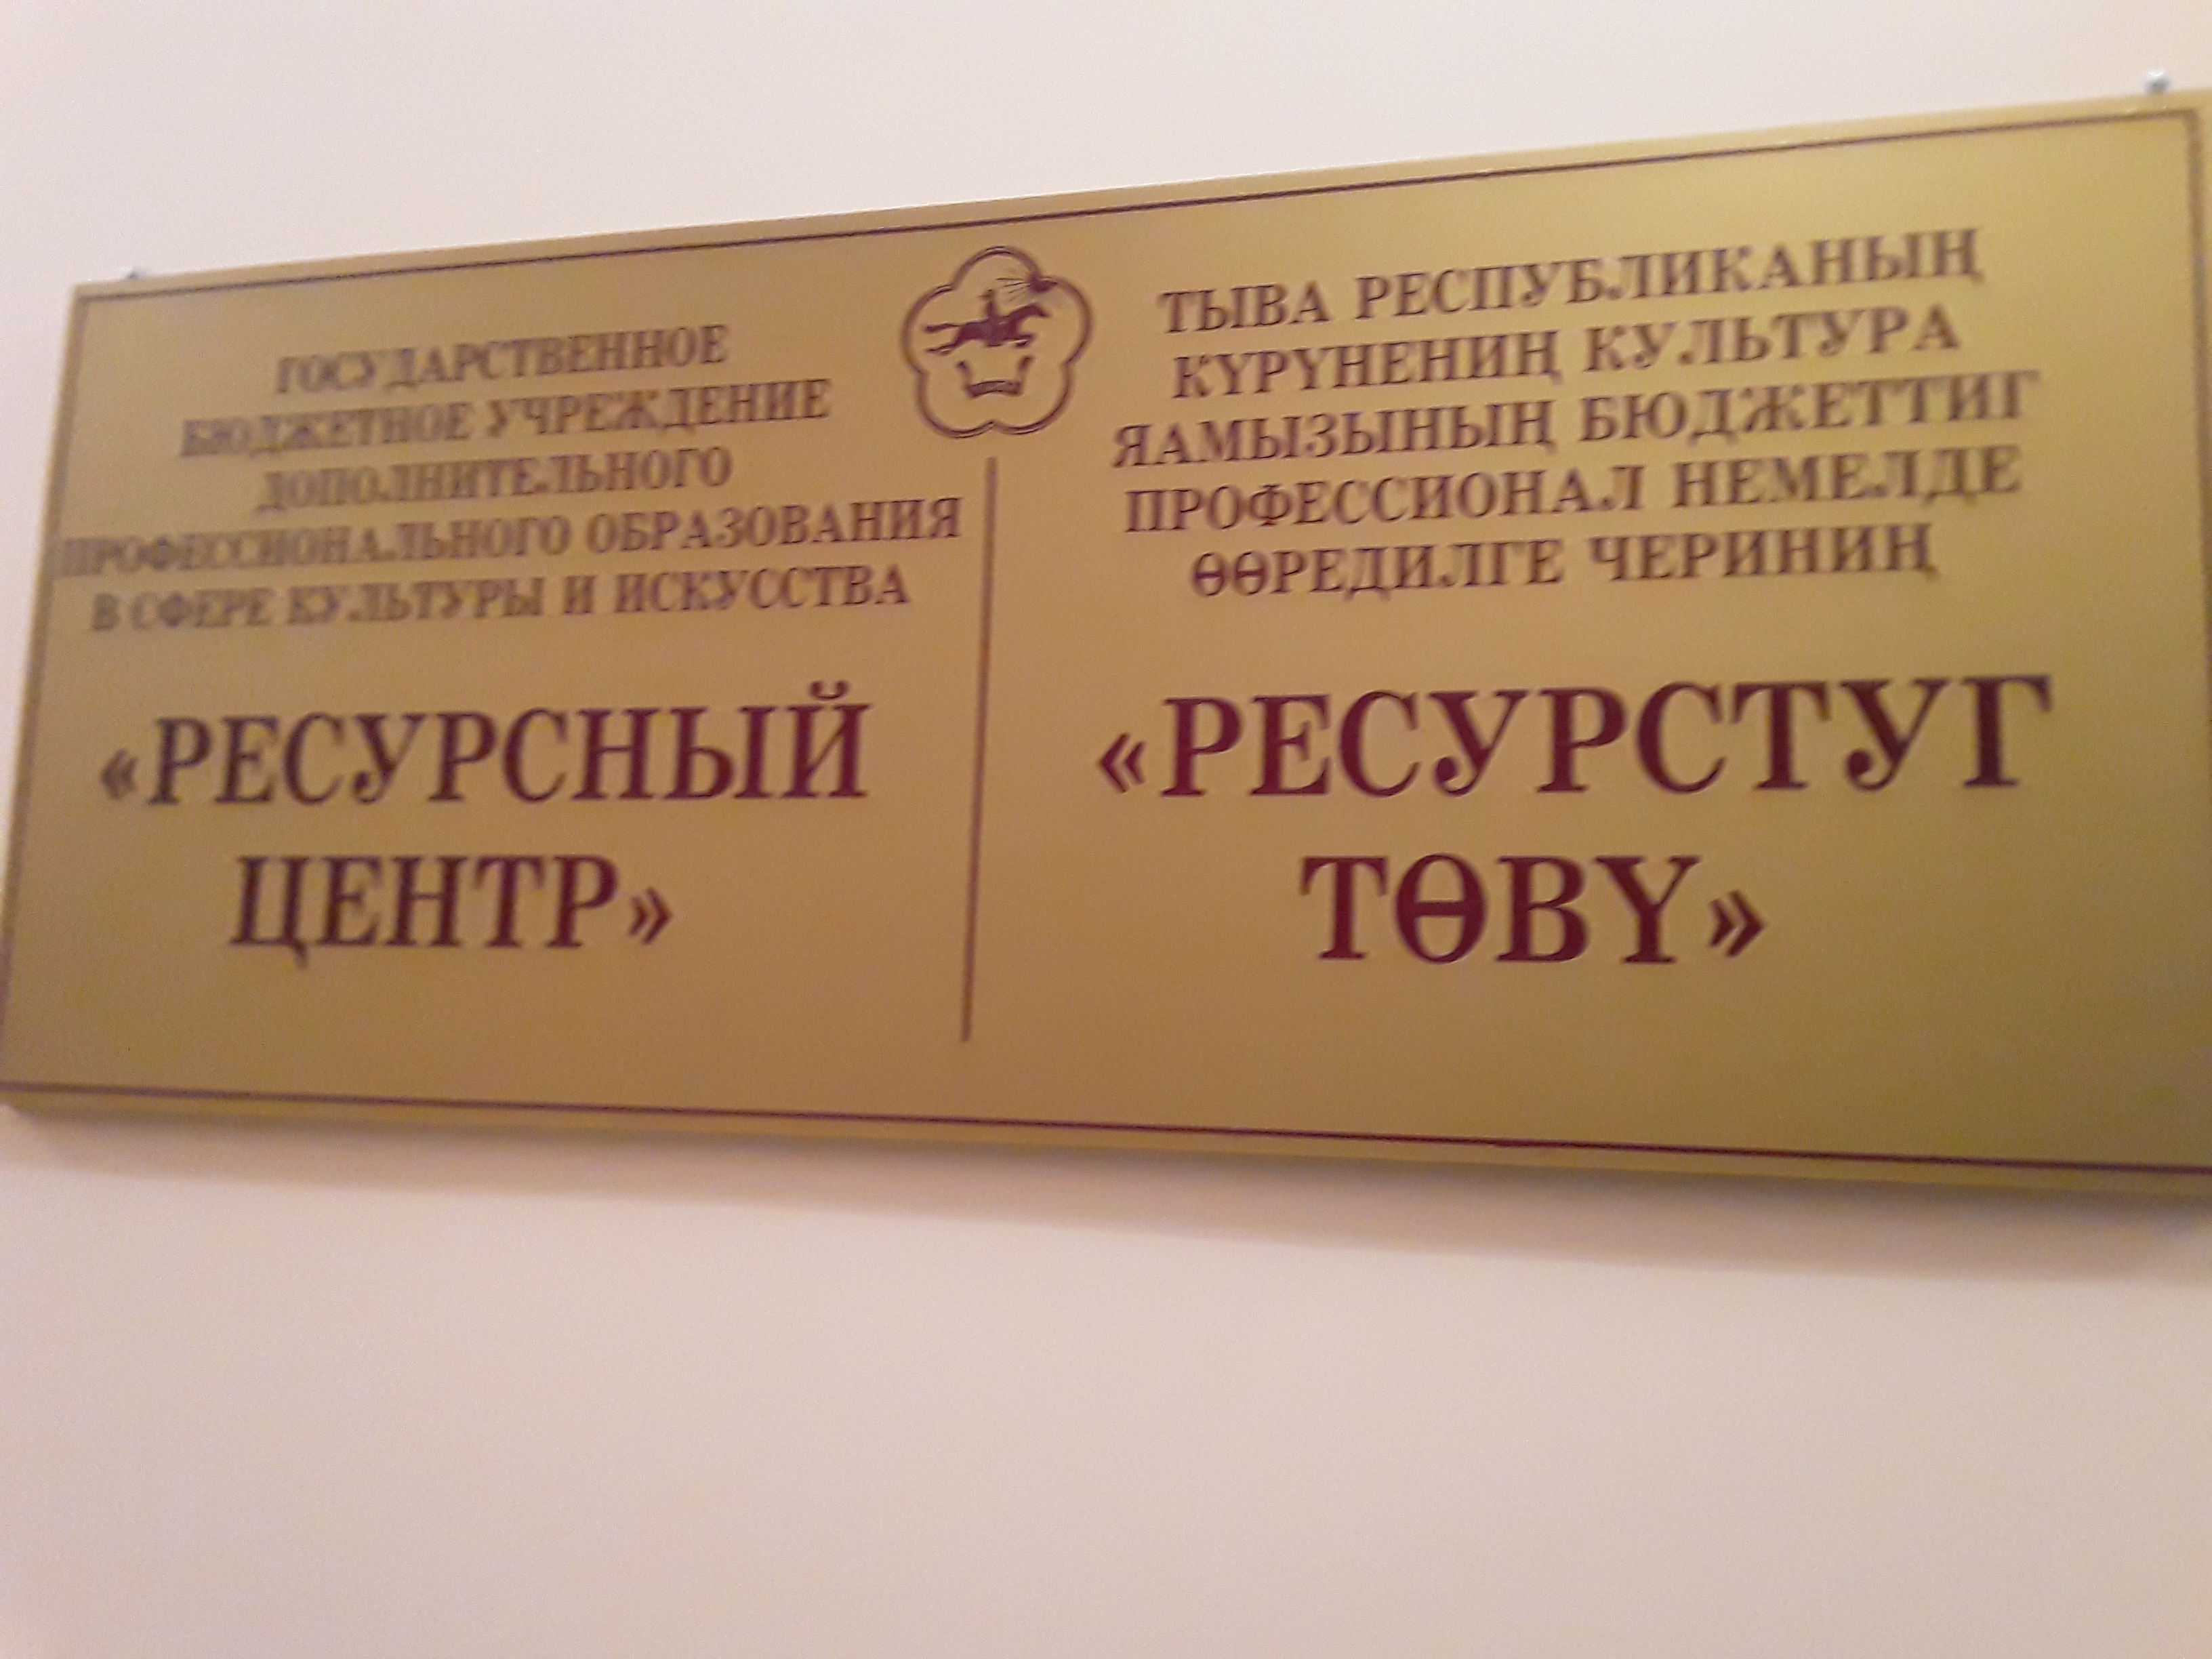 ГОСУДАРСТВЕННОЕ
БЮДЖЕТНОЕ УЧРЕЖДЕНИЕ
ДОПОЛНИТЕЛЬНОГО
ПРОФЕССИОНАЛЬНОГО ОБРАЗОВАНИЯ
В СФЕРЕ КУЛЬТУРЫ И ИСКУССТВА
«РЕСУРСНЫЙ
ЦЕНТР»
ТЫВА РЕСПУБЛИКАНЫҢ
КҮРҮНЕНИҢ КУЛЬТУРА
ЯАМЫЗЫНЫҢ БЮДЖЕТТИГ
ПРОФЕССИОНАЛ НЕМЕЛДЕ
ӨӨРЕДИЛГЕ ЧЕРИНИҢ
«РЕСУРСТУГ
ТӨВҮ»